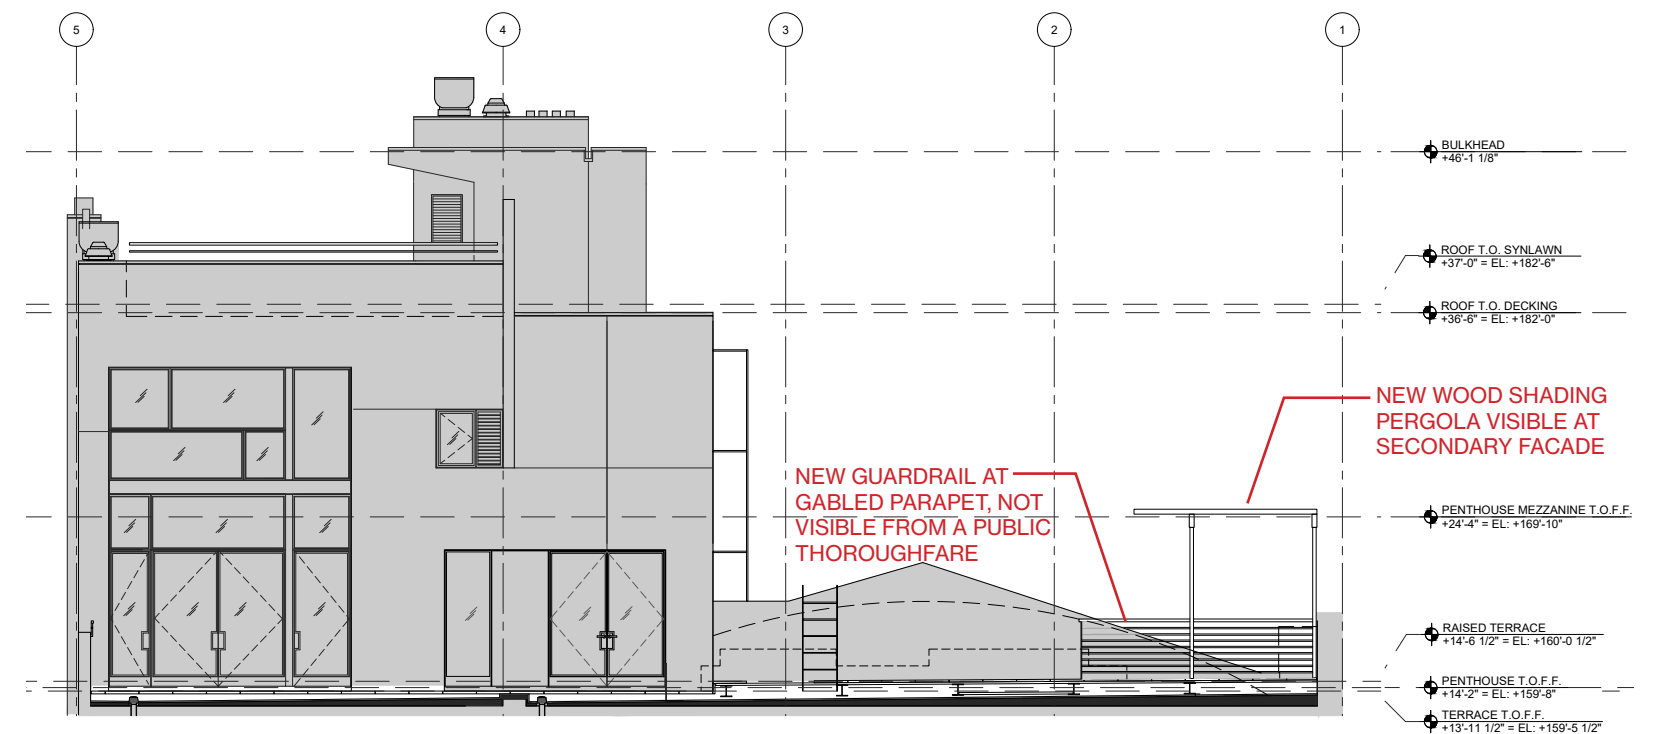 5
4
3
2
1
BULKHEAD
+46'-1 1/8"
ROOF T.O. SYNLAWN
+37'-0" = EL: +182'-6"
ROOF T.O. DECKING
+36'-6" = EL: +182'-0"
NEW WOOD SHADING
PERGOLA VISIBLE AT
SECONDARY FACADE
NEW GUARDRAIL AT
GABLED PARAPET, NOT
VISIBLE FROM A PUBLIC
THOROUGHFARE
PENTHOUSE MEZZANINE T.O.F.F.
+24'-4" = EL: +169'-10"
RAISED TERRACE
+14'-6 1/2" = EL: +160'-0 1/2"
PENTHOUSE T.O.F.F.
+14'-2" = EL: +159'-8"
TERRACE T.O.F.F.
+13'-11 1/2" = EL: +159'-5 1/2"